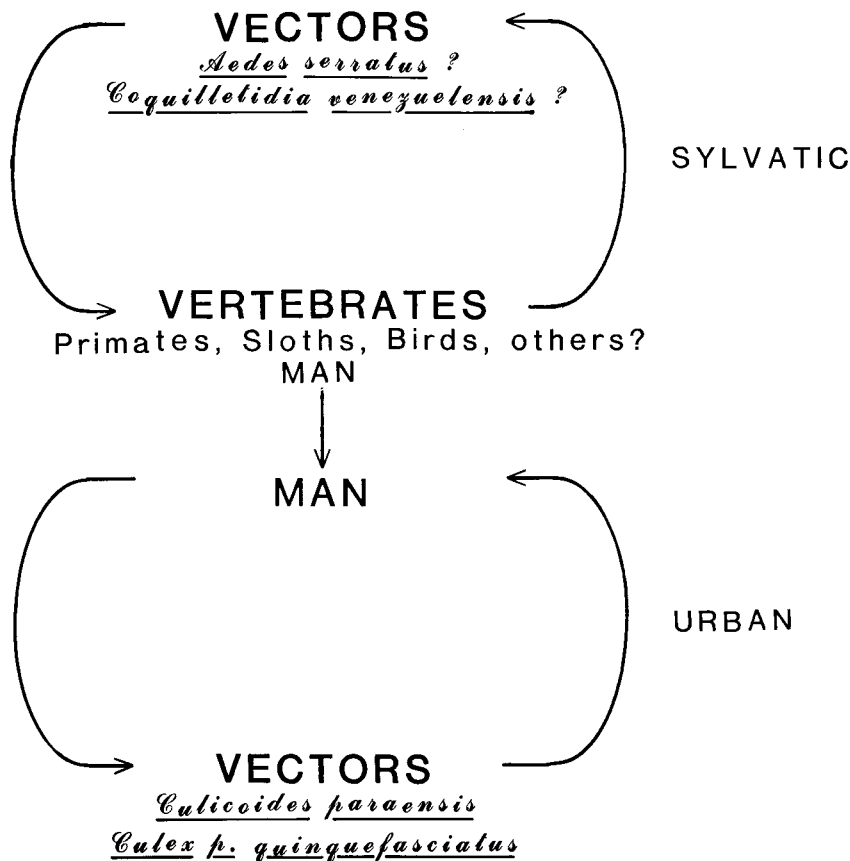 VECTORS
Aedes serratus ?
Coquilletidia venezuelensis ?
SYLVATIC
VERTEBRATES
Primates, Sloths, Birds, others?
MAN
MAN
URBAN
VECTORS
Culicoides paraensis
Culex p. quinquefasciatus